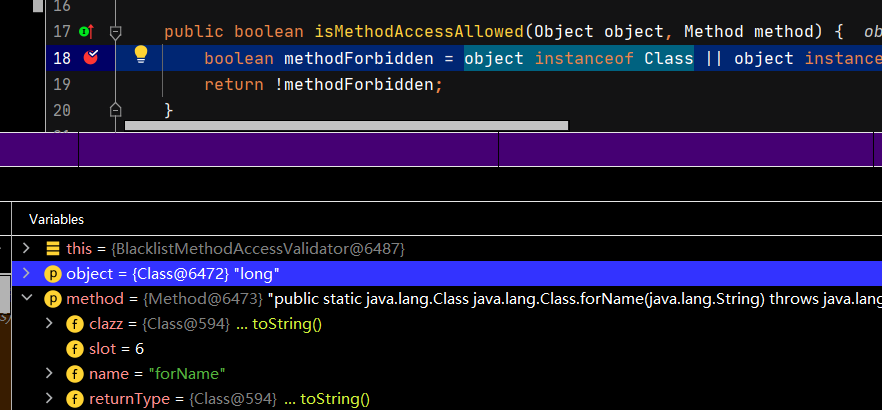 16
17 public boolean isMethodAccessAllowed(Object object, Method method) { ob
18 boolean methodForbidden = object instanceof Class || object instanc
19 return !methodForbidden;
20 }
Variables
this = {BlacklistMethodAccessValidator@6487}
object = {Class@6472} "long"
method = {Method@6473} "public static java.lang.Class java.lang.Class.forName(java.lang.String) throws java.lang
clazz = {Class@594} ... toString()
slot = 6
name = "forName"
returnType = {Class@594} ... toString()